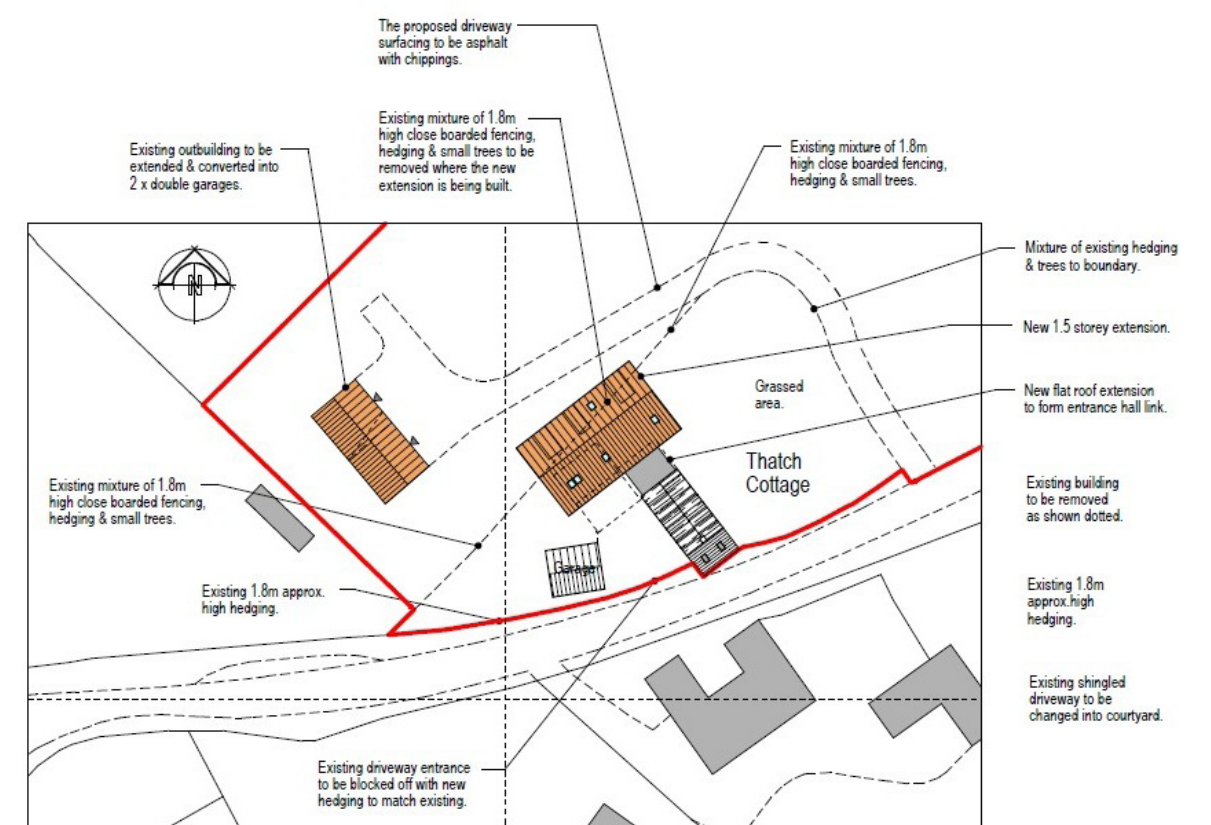 The proposed driveway
surfacing to be asphalt
with chippings.
Existing mixture of 1.8m
high close boarded fencing,
hedging & small trees to be
removed where the new
extension is being built.
Existing outbuilding to be
extended & converted into
2 x double garages.
Existing mixture of 1.8m
high close boarded fencing,
hedging & small trees.
Mixture of existing hedging
& trees to boundary.
N
New 1.5 storey extension.
Grassed
area.
New flat roof extension
to form entrance hall link.
Thatch
Cottage
Existing mixture of 1.8m
high close boarded fencing,
hedging & small trees.
Existing building
to be removed
as shown dotted.
Garage
Existing 1.8m approx.
high hedging.
Existing 1.8m
approx.high
hedging.
Existing shingled
driveway to be
changed into courtyard.
Existing driveway entrance
to be blocked off with new
hedging to match existing.